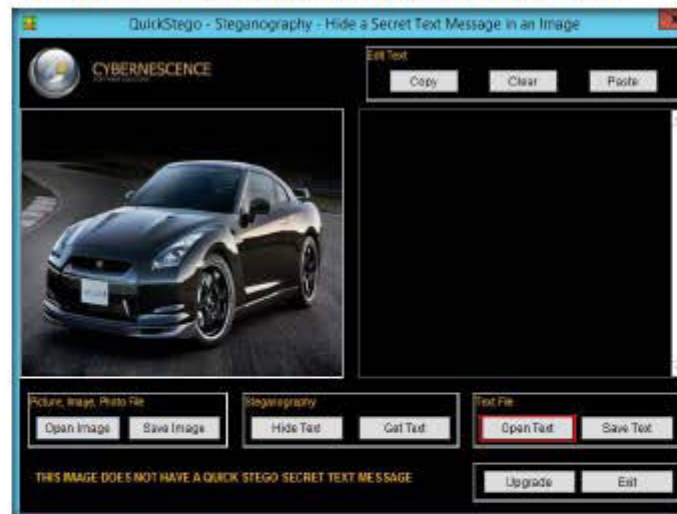 QuickStego - Steganography - Hide a Secret Text Message in an Image
CYBERNESCENCE
Edit Text
Copy
Clear
Paste
Picture, Image, Photo File
Open Image
Save Image
Steganography
Hide Text
Get Text
Text File
Open Text
Save Text
THIS IMAGE DOES NOT HAVE A QUICK STEGO SECRET TEXT MESSAGE
Upgrade
Exit